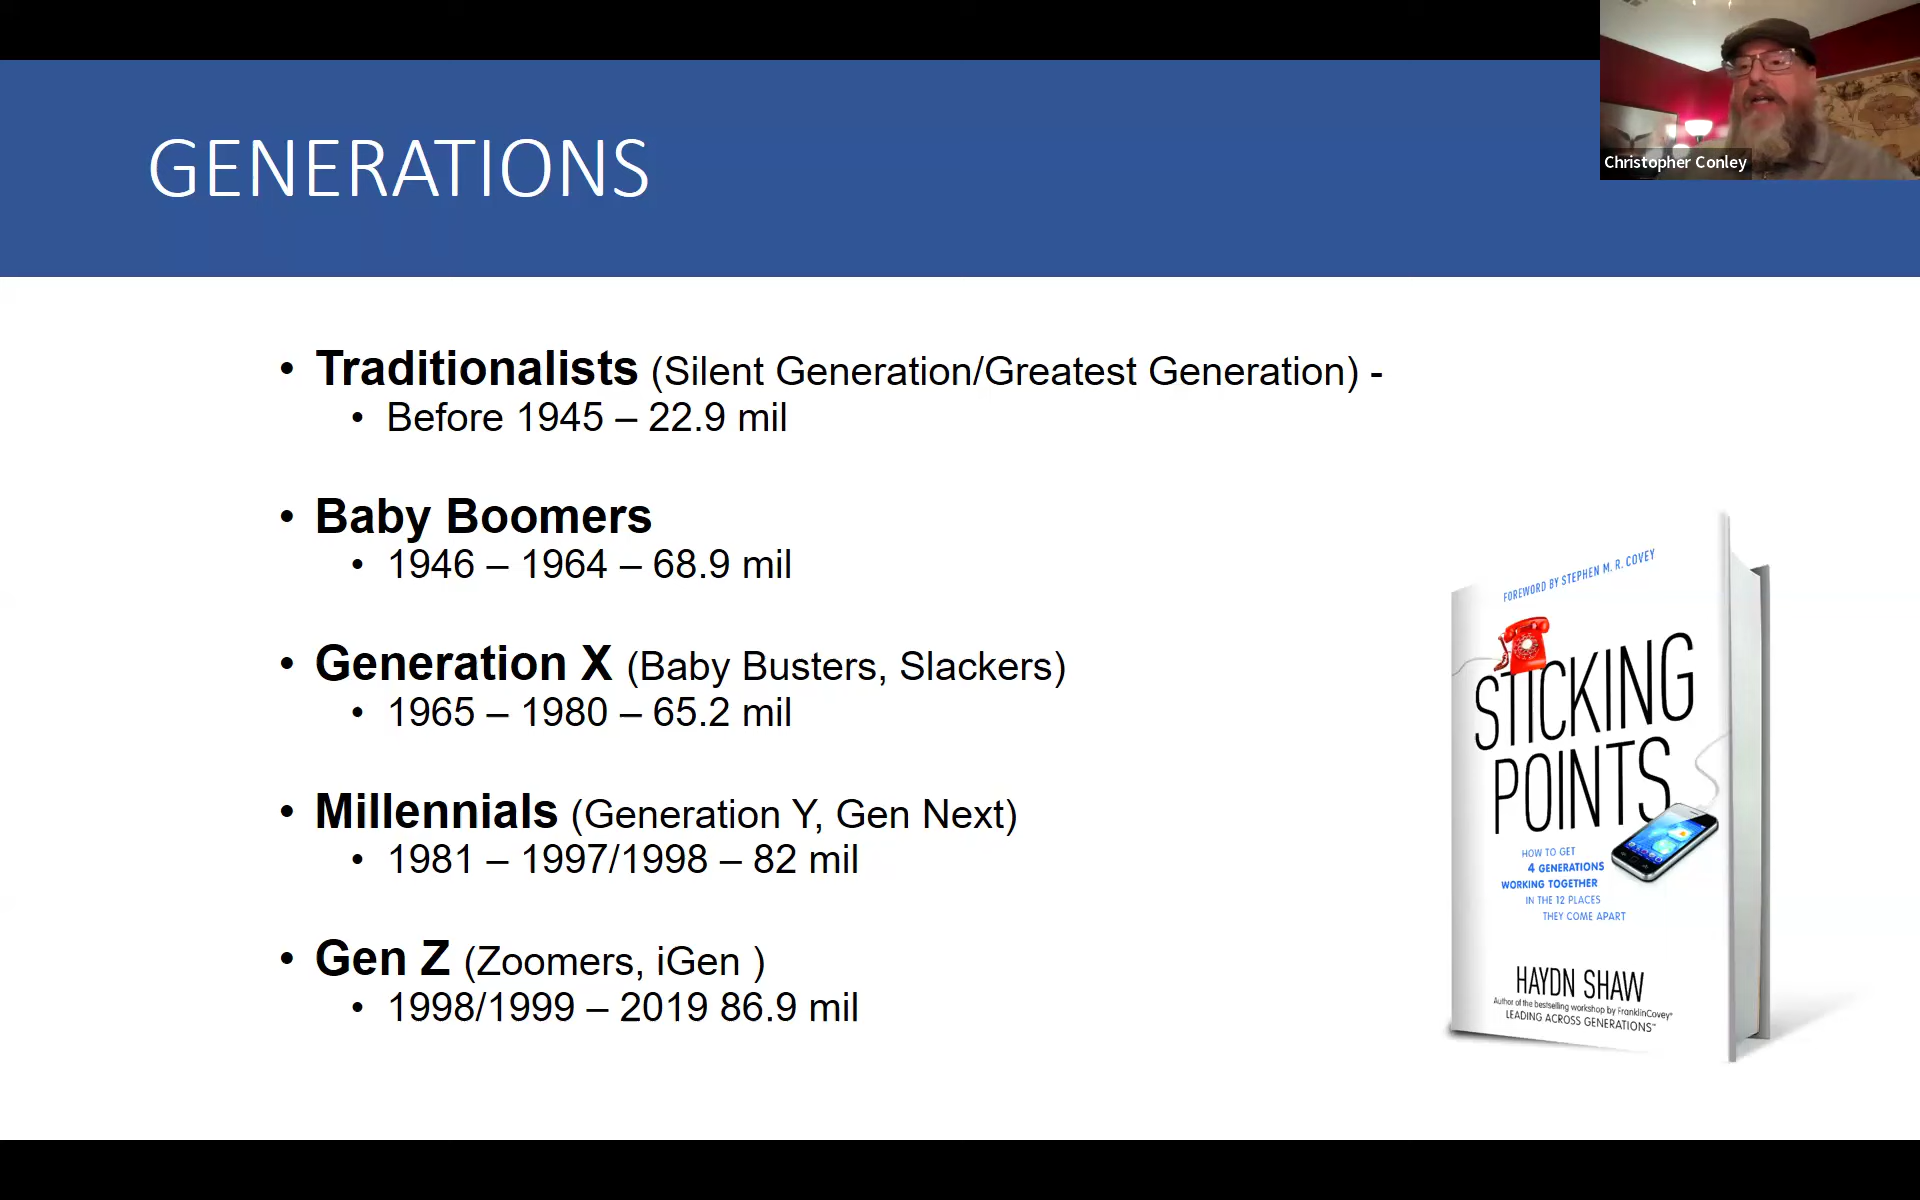 GENERATIONS
Christopher Conley
• Traditionalists (Silent Generation/Greatest Generation) -
• Before 1945 – 22.9 mil
• Baby Boomers
• 1946 – 1964 – 68.9 mil
• Generation X (Baby Busters, Slackers)
• 1965 – 1980 – 65.2 mil
• Millennials (Generation Y, Gen Next)
• 1981 – 1997/1998 – 82 mil
• Gen Z (Zoomers, iGen )
• 1998/1999 – 2019 86.9 mil
FOREWORD BY STEPHEN M. R. COVEY
STICKING
POINTS
HOW TO GET
4 GENERATIONS
WORKING TOGETHER
IN THE 12 PLACES
THEY COME APART
HAYDN SHAW
Author of the bestselling workshop by FranklinCovey®
LEADING ACROSS GENERATIONS™